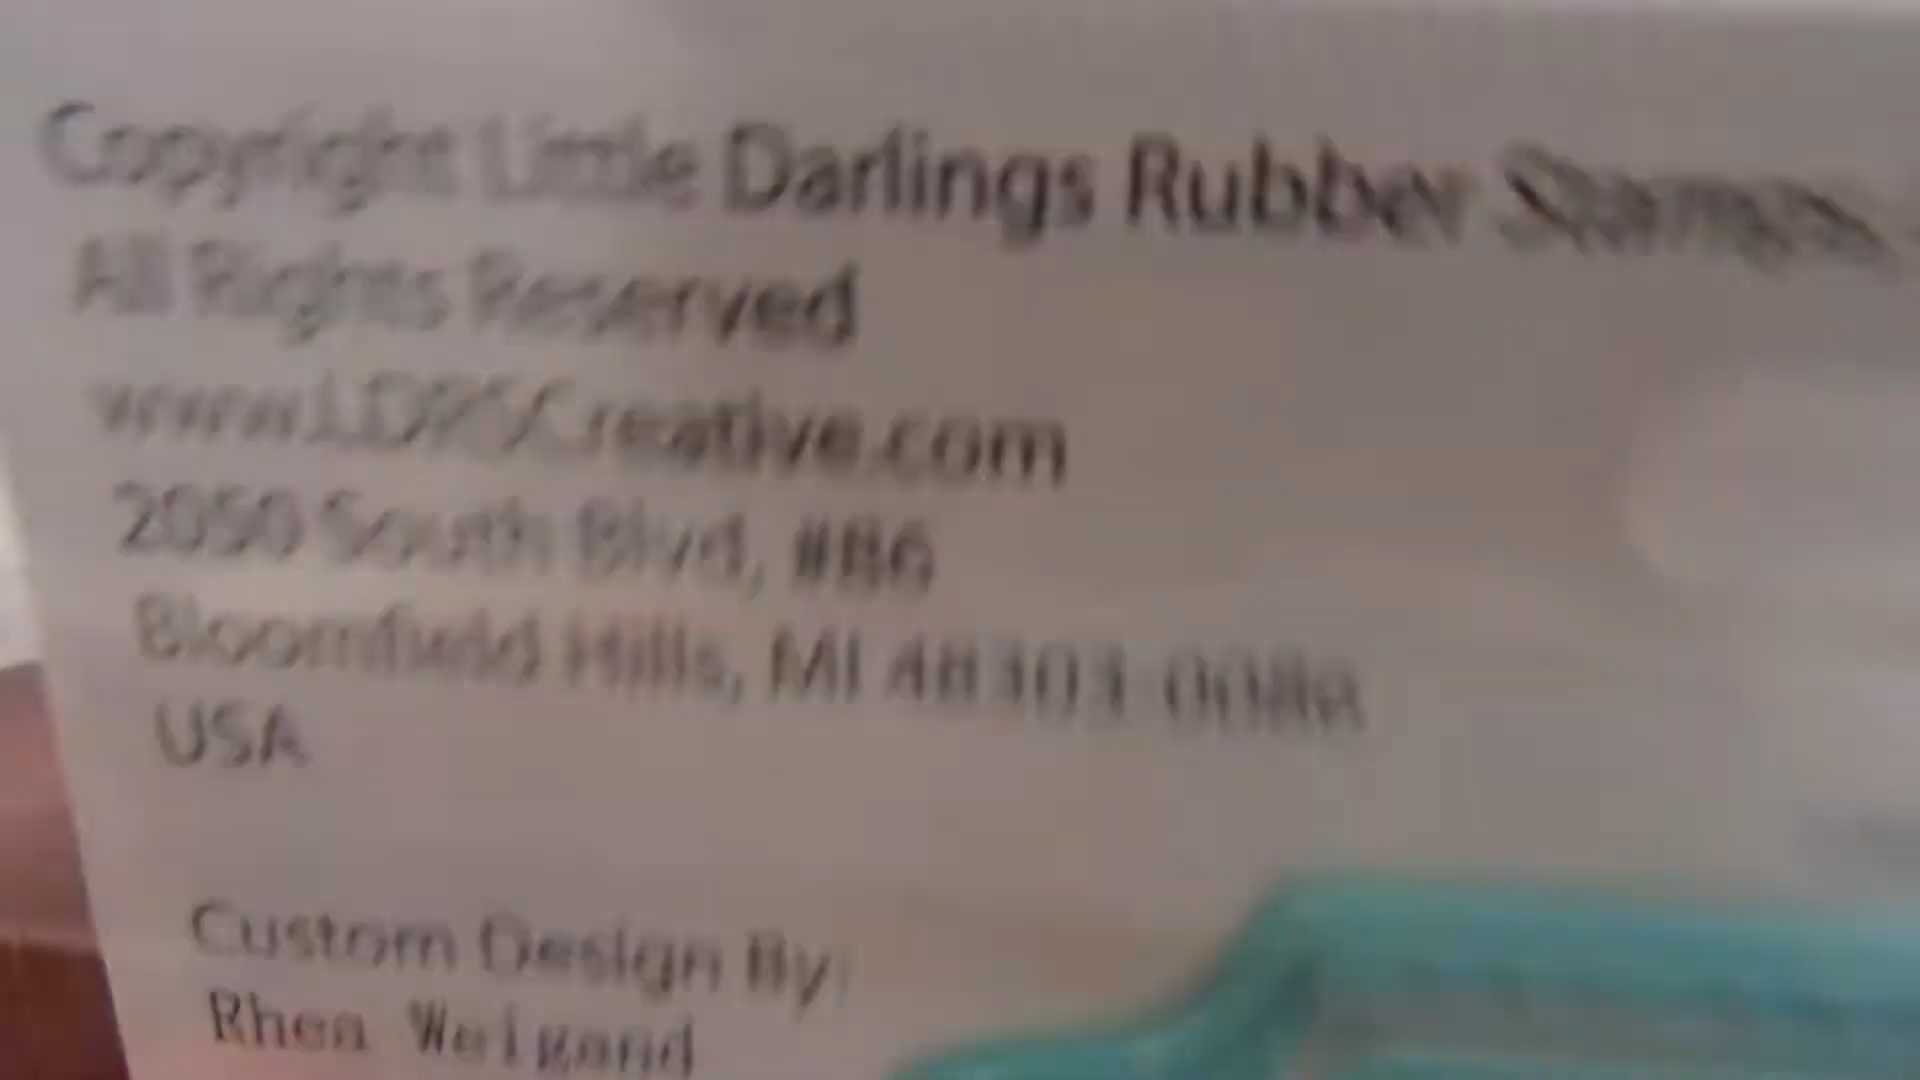 Copyright Little Darlings Rubber Stamps
All Rights Reserved
www.LDRSCreative.com
2050 South Blvd, #86
Bloomfield Hills, MI 48303-0086
USA
Custom Design By:
Rhea Weigand